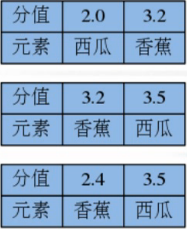 分值 2.0 3.2
元素 西瓜 香蕉
分值 3.2 3.5
元素 香蕉 西瓜
分值 2.4 3.5
元素 香蕉 西瓜